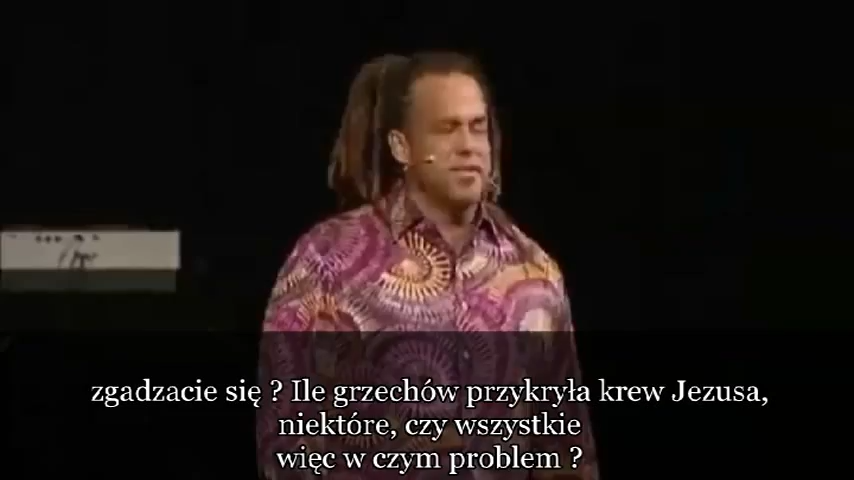 zgadzacie się ? Ile grzechów przykryła krew Jezusa,
niektóre, czy wszystkie
więc w czym problem ?